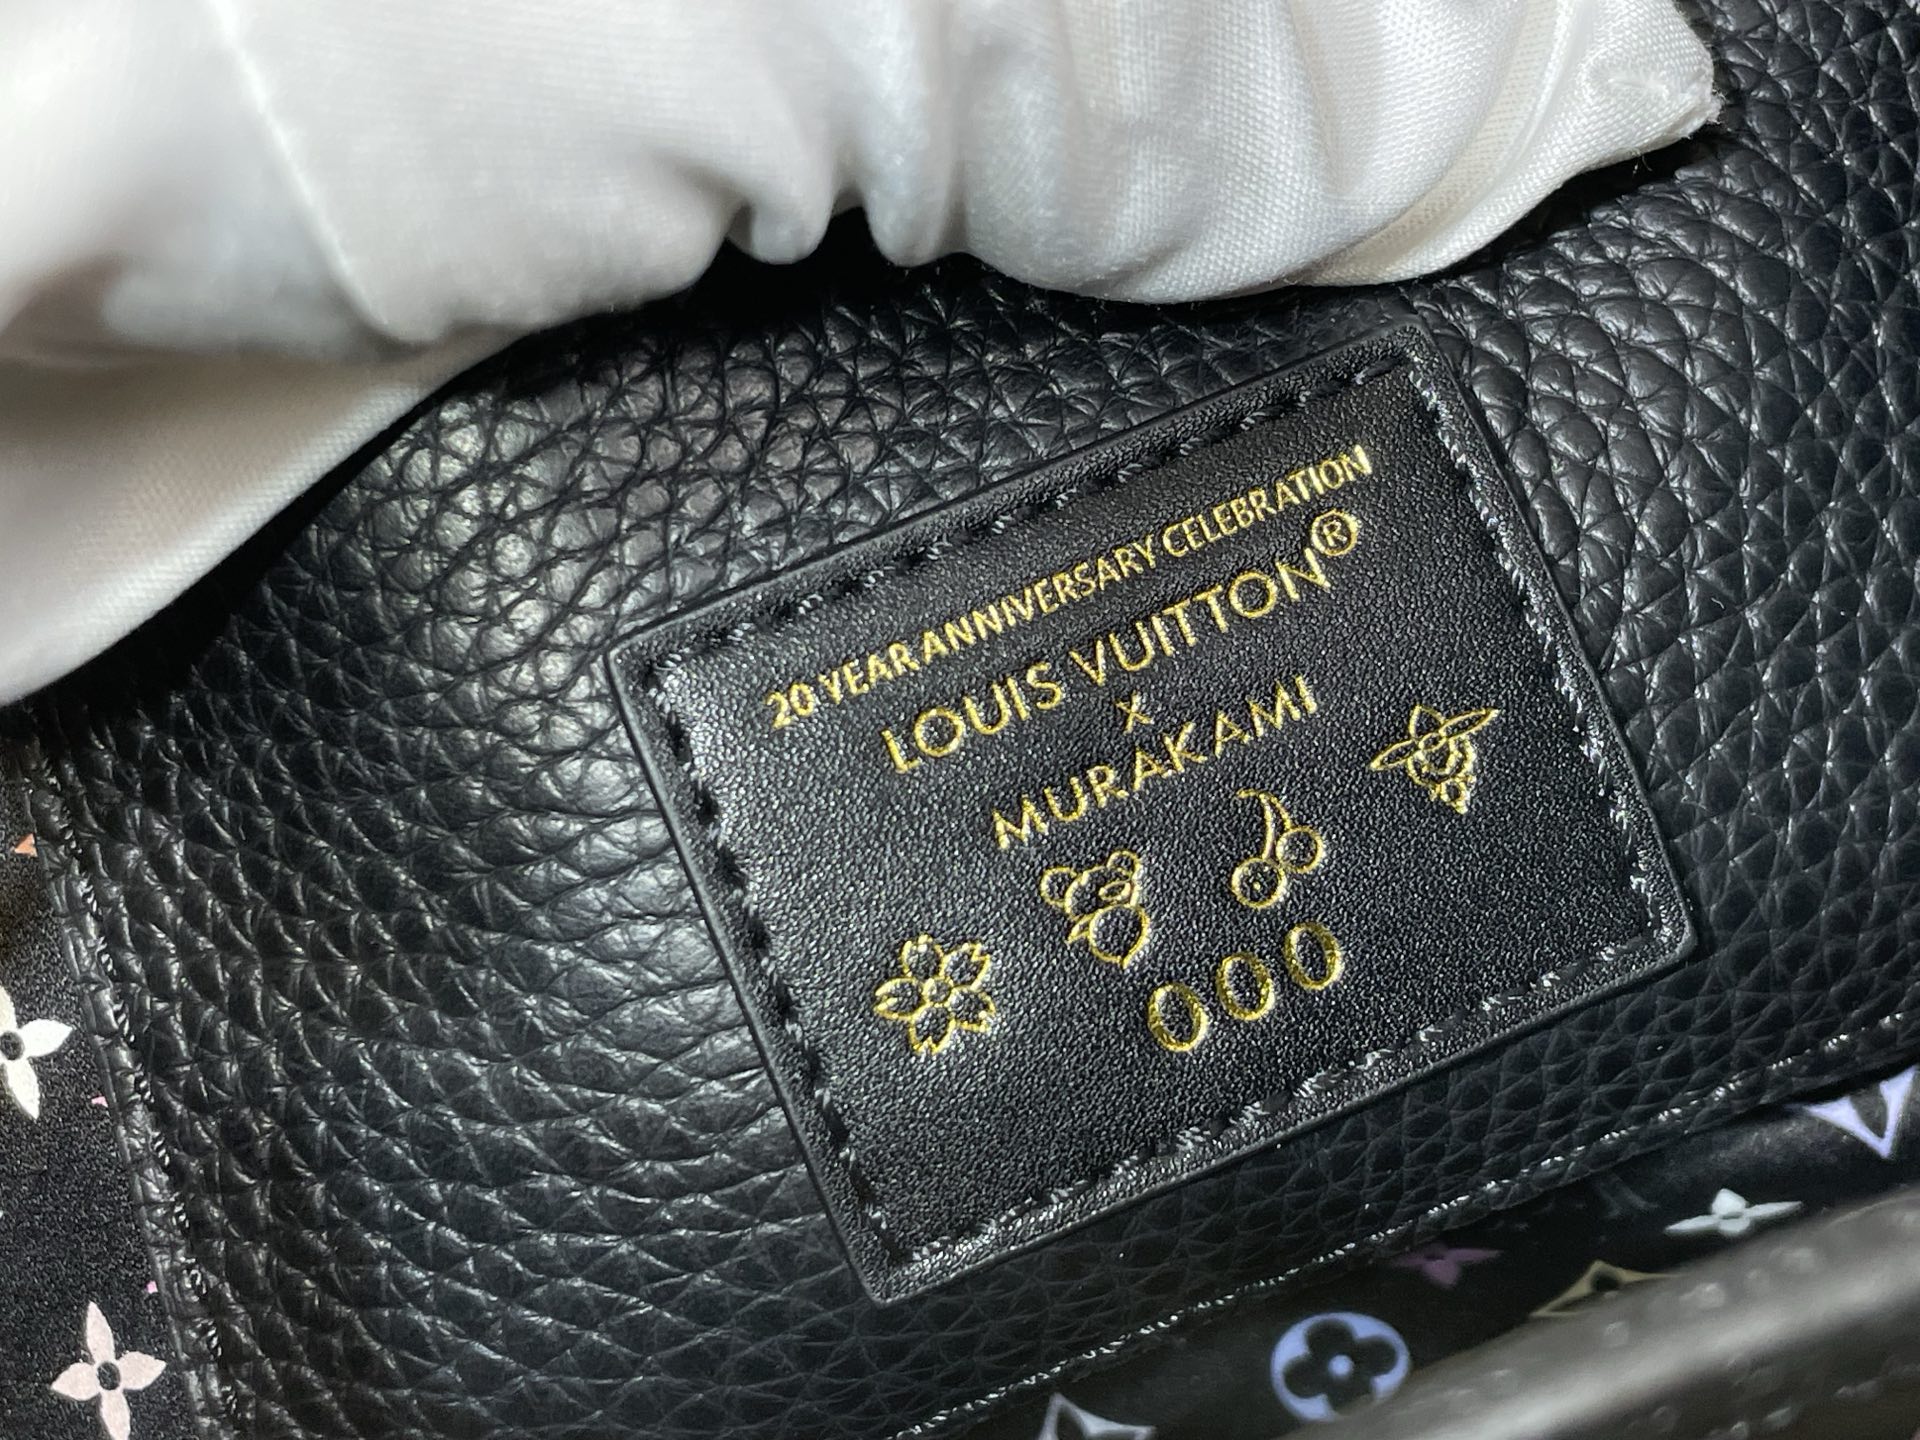 20 YEAR ANNIVERSARY CELEBRATION
LOUIS VUITTON®
x
MURAKAMI
000